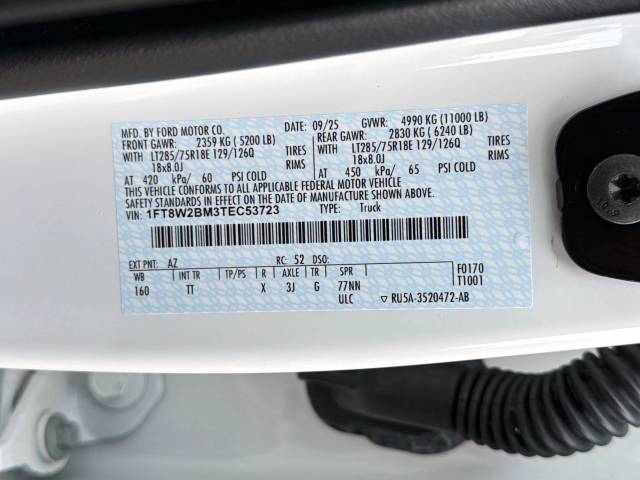 MFD. BY FORD MOTOR CO. DATE: 09/25 GVWR: 4990 KG (11000 LB)
FRONT GAWR: 2359 KG ( 5200 LB) REAR GAWR: 2830 KG ( 6240 LB)
WITH LT285/75R18E 129/126Q TIRES WITH LT285/75R18E 129/126Q TIRES
18x8.0J RIMS 18x8.0J RIMS
AT 420 kPa/ 60 PSI COLD AT 450 kPa/ 65 PSI COLD
THIS VEHICLE CONFORMS TO ALL APPLICABLE FEDERAL MOTOR VEHICLE
SAFETY STANDARDS IN EFFECT ON THE DATE OF MANUFACTURE SHOWN ABOVE.
VIN: 1FT8W2BM3TEC53723 TYPE: Truck
EXT PNT: AZ RC: 52 DSO:
WB INT TR TP/PS R AXLE TR SPR F0170
160 TT X 3J G 77NN T1001
ULC ▽ RU5A-3520472-AB
10.9